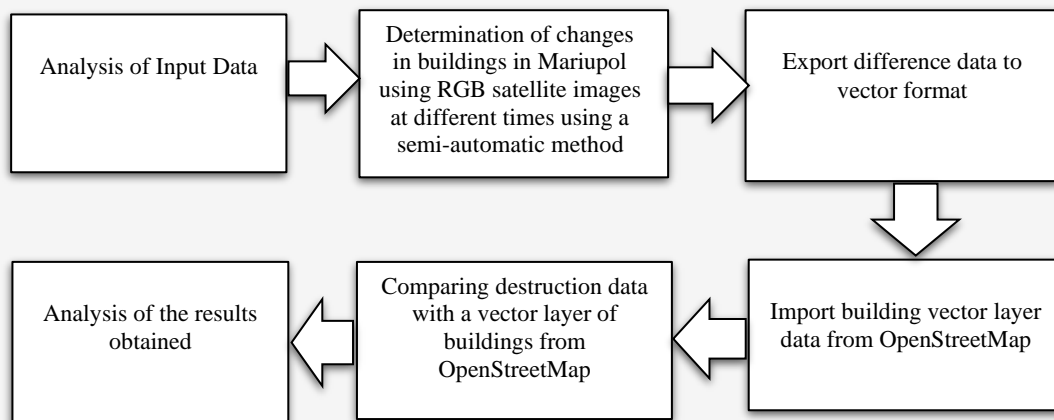 Analysis of Input Data
Determination of changes
in buildings in Mariupol
using RGB satellite images
at different times using a
semi-automatic method
Export difference data to
vector format
Import building vector layer
data from OpenStreetMap
Comparing destruction data
with a vector layer of
buildings from
OpenStreetMap
Analysis of the results
obtained